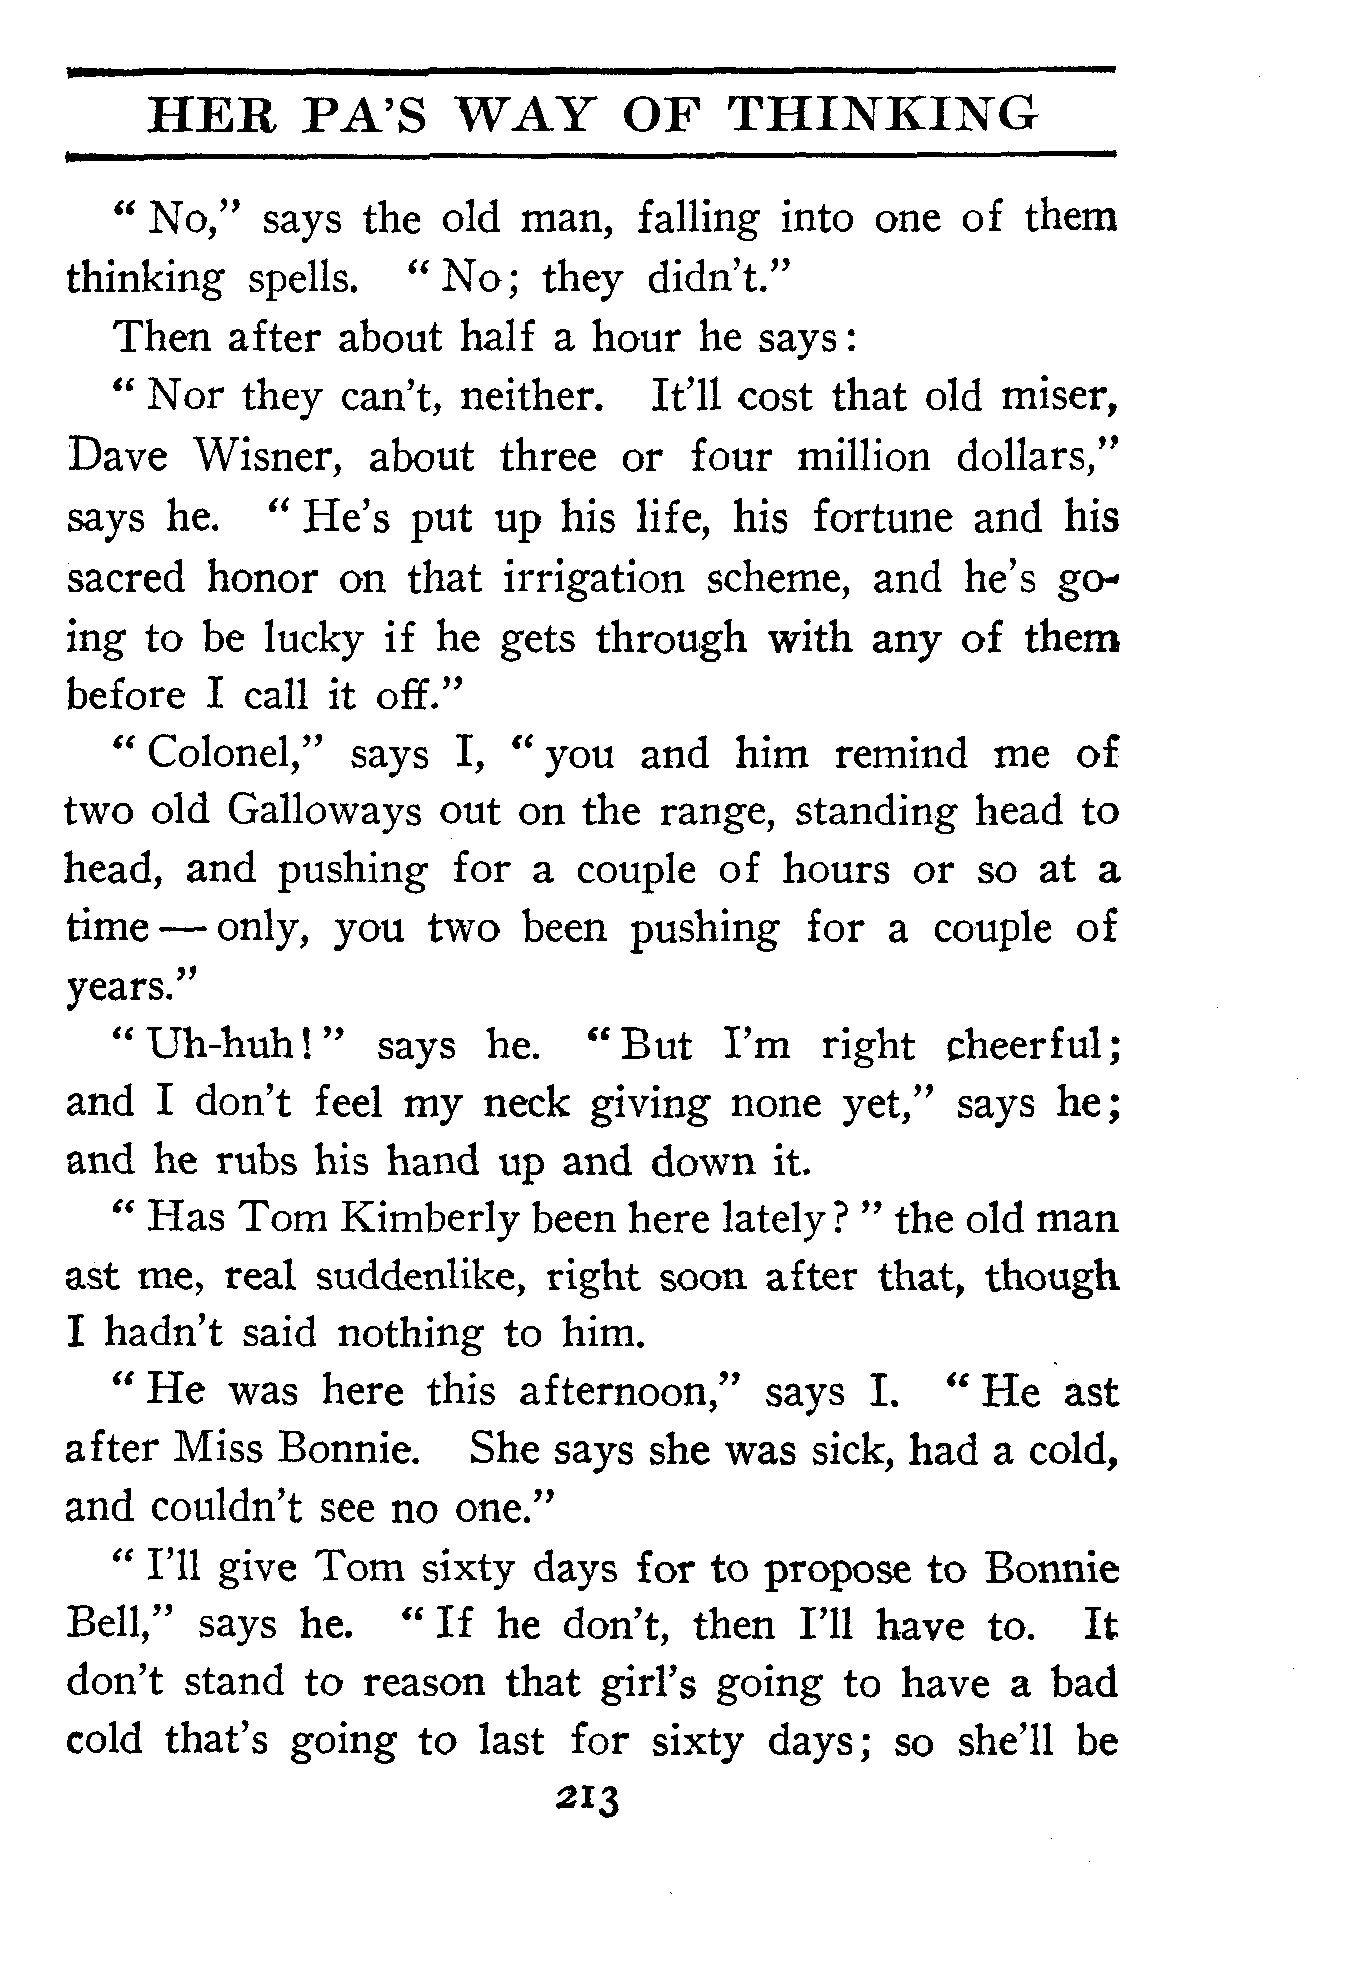 HER PA'S WAY OF THINKING
“ No,” says the old man, falling into one of them
thinking spells. “ No; they didn't.”
Then after about half a hour he says:
“ Nor they can't, neither. It'll cost that old miser,
Dave Wisner, about three or four million dollars,”
says he. “ He's put up his life, his fortune and his
sacred honor on that irrigation scheme, and he's go-
ing to be lucky if he gets through with any of them
before I call it off.”
“ Colonel,” says I, “ you and him remind me of
two old Galloways out on the range, standing head to
head, and pushing for a couple of hours or so at a
time — only, you two been pushing for a couple of
years.”
“ Uh-huh! ” says he. “ But I'm right cheerful;
and I don't feel my neck giving none yet,” says he;
and he rubs his hand up and down it.
“ Has Tom Kimberly been here lately? ” the old man
ast me, real suddenlike, right soon after that, though
I hadn't said nothing to him.
“ He was here this afternoon,” says I. “ He ast
after Miss Bonnie. She says she was sick, had a cold,
and couldn't see no one.”
“ I'll give Tom sixty days for to propose to Bonnie
Bell,” says he. “ If he don't, then I'll have to. It
don't stand to reason that girl's going to have a bad
cold that's going to last for sixty days; so she'll be
213